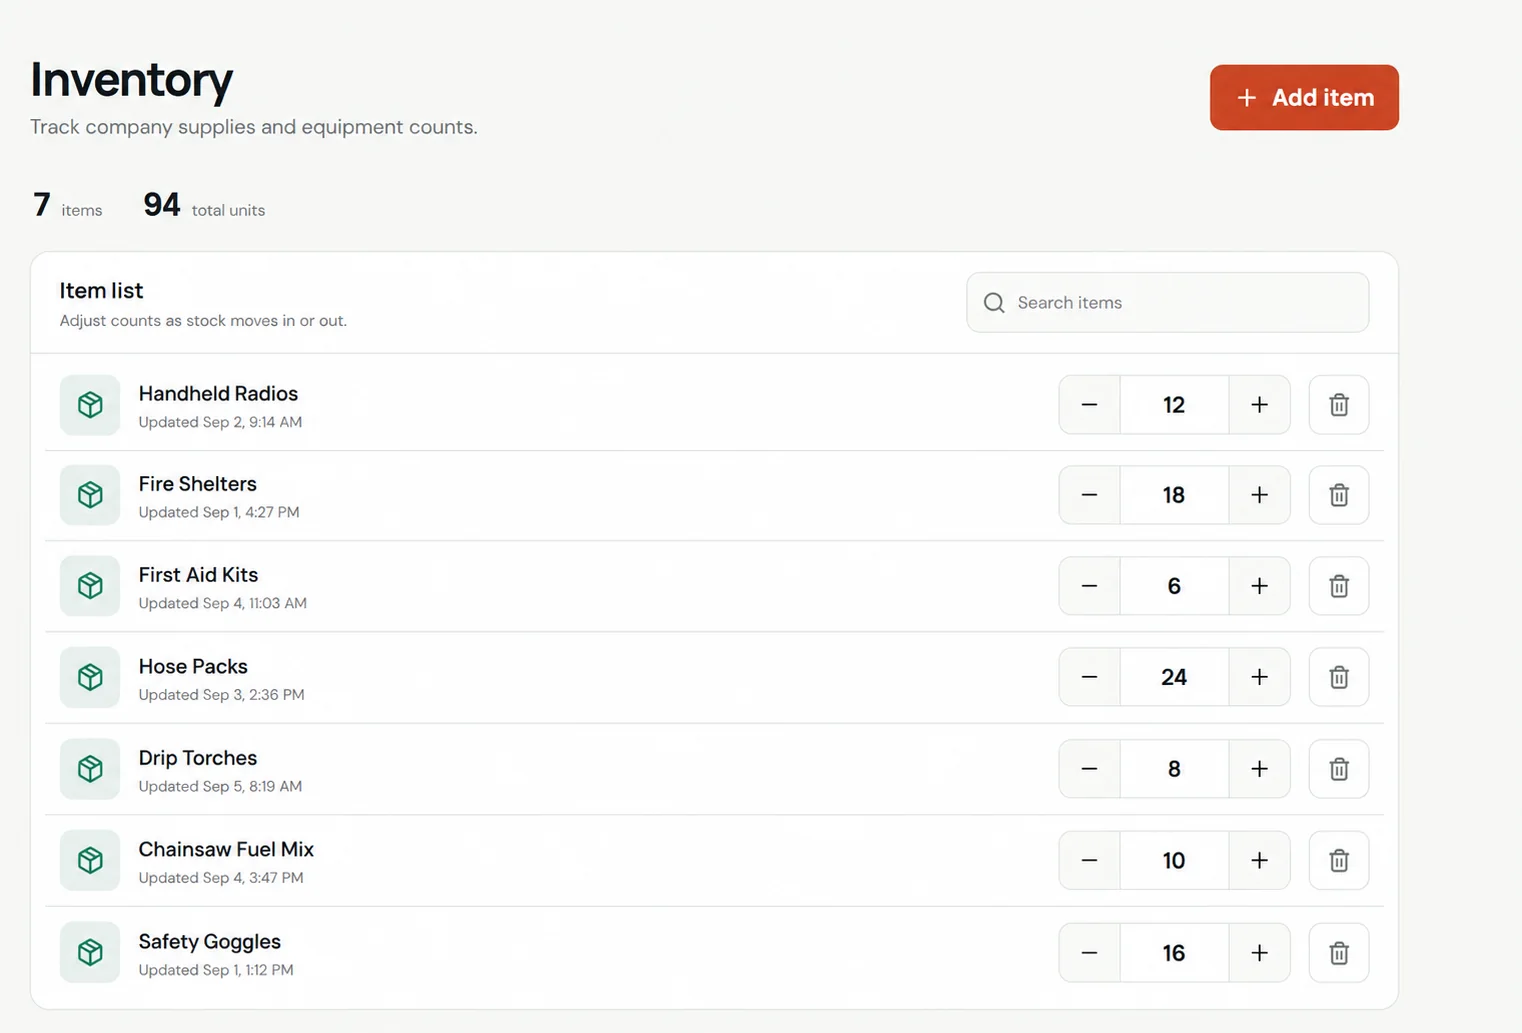 Inventory
Track company supplies and equipment counts.
+ Add item
7 items 94 total units
Item list
Adjust counts as stock moves in or out.
Search items
Handheld Radios
Updated Sep 2, 9:14 AM
− 12 +
Fire Shelters
Updated Sep 1, 4:27 PM
− 18 +
First Aid Kits
Updated Sep 4, 11:03 AM
− 6 +
Hose Packs
Updated Sep 3, 2:36 PM
− 24 +
Drip Torches
Updated Sep 5, 8:19 AM
− 8 +
Chainsaw Fuel Mix
Updated Sep 4, 3:47 PM
− 10 +
Safety Goggles
Updated Sep 1, 1:12 PM
− 16 +